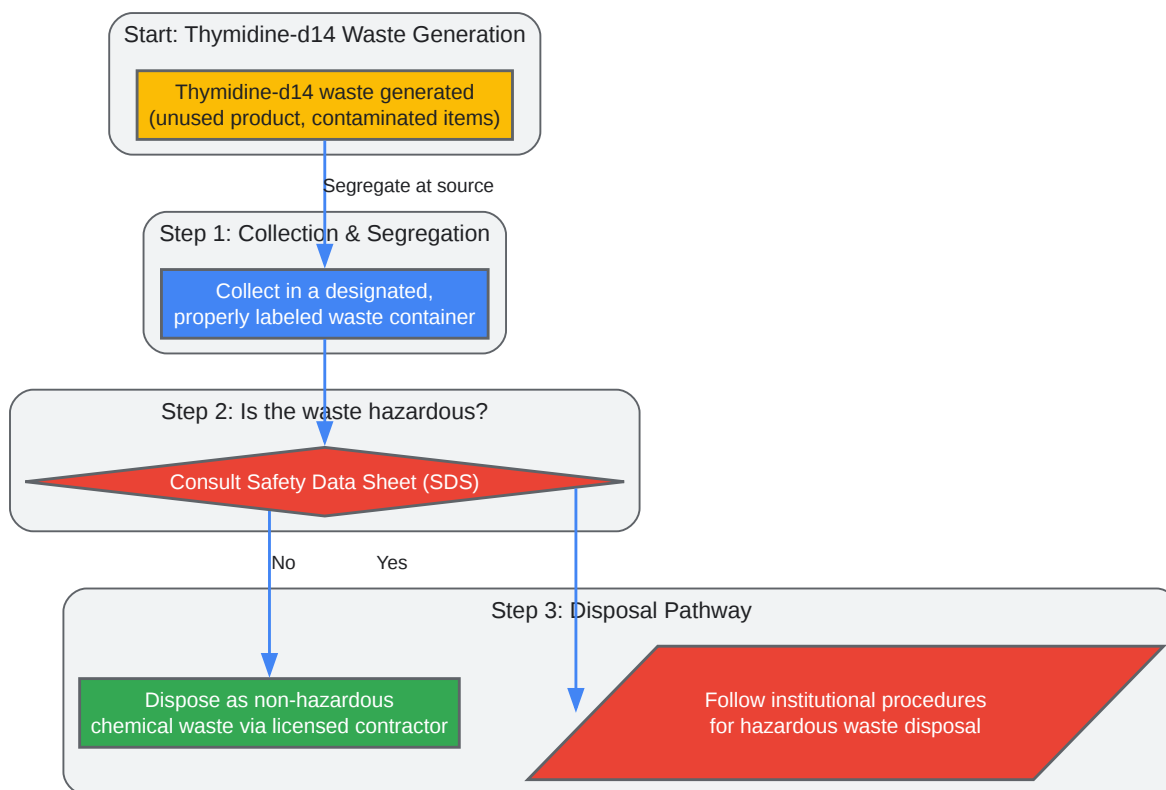 Start: Thymidine-d14 Waste Generation
Thymidine-d14 waste generated
(unused product, contaminated items)
Segregate at source
Step 1: Collection & Segregation
Collect in a designated,
properly labeled waste container
Step 2: Is the waste hazardous?
Consult Safety Data Sheet (SDS)
No
Yes
Step 3: Disposal Pathway
Dispose as non-hazardous
chemical waste via licensed contractor
Follow institutional procedures
for hazardous waste disposal